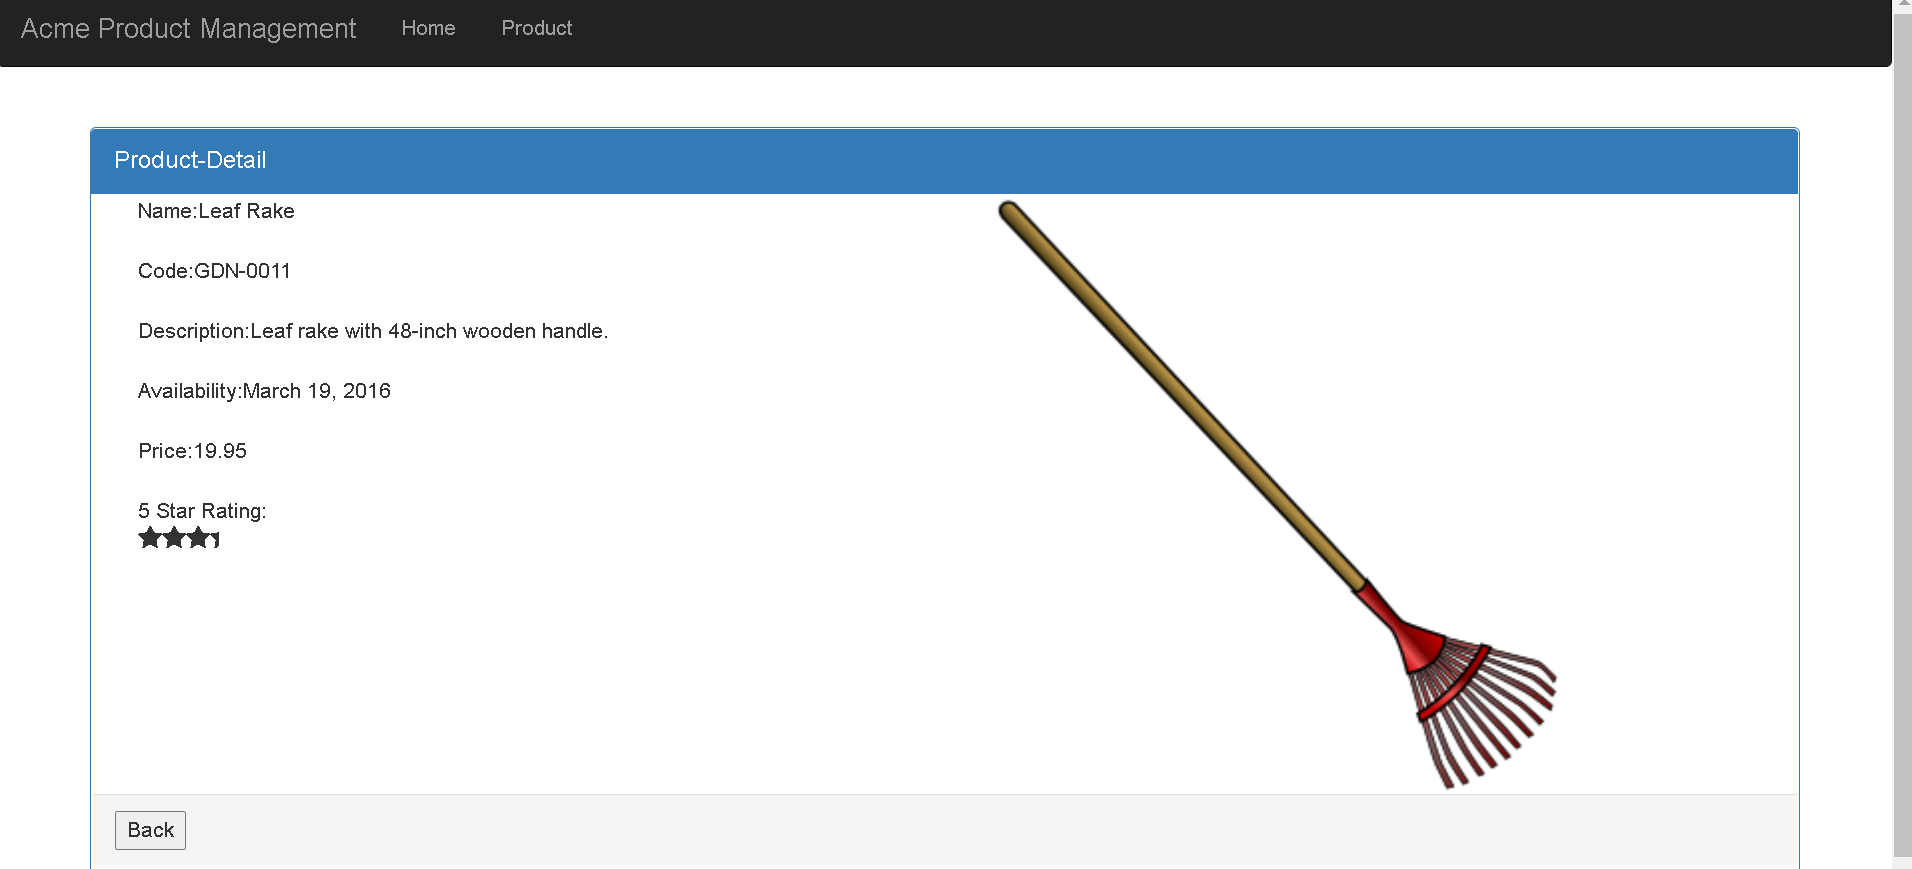 Acme Product Management Home Product
Product-Detail
Name:Leaf Rake
Code:GDN-0011
Description:Leaf rake with 48-inch wooden handle.
Availability:March 19, 2016
Price:19.95
5 Star Rating:
Back